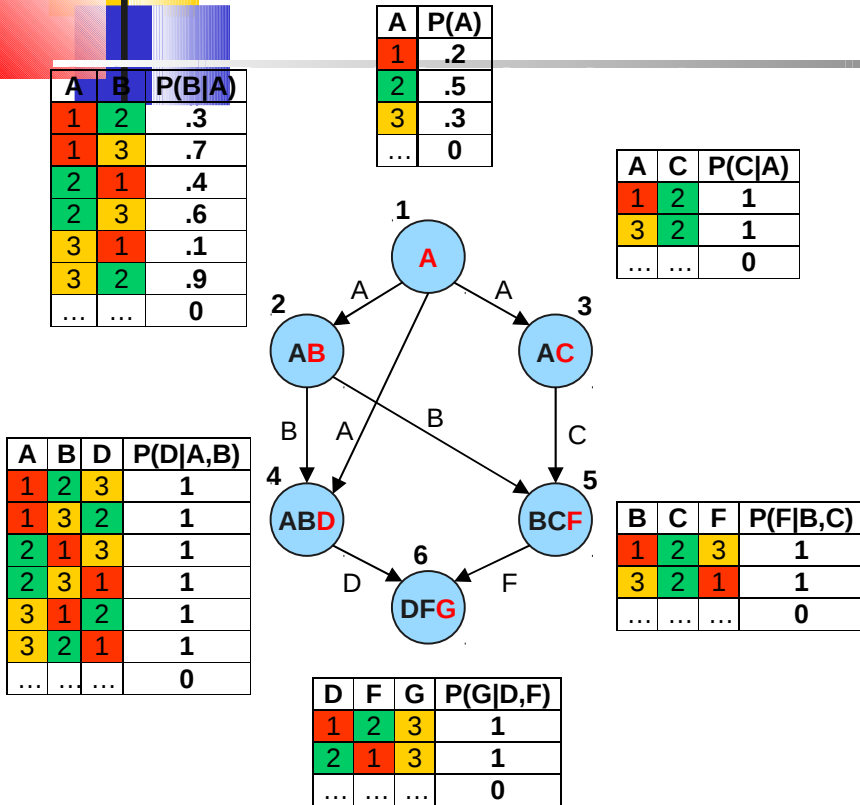 A P(A)
1 .2
2 .5
3 .3
… 0
A B P(B|A)
1 2 .3
1 3 .7
2 1 .4
2 3 .6
3 1 .1
3 2 .9
… … 0
A C P(C|A)
1 2 1
3 2 1
… … 0
1
A
A A
2
AB
3
AC
B A B C
4
ABD
5
BCF
D F
6
DFG
A B D P(D|A,B)
1 2 3 1
1 3 2 1
2 1 3 1
2 3 1 1
3 1 2 1
3 2 1 1
… … … 0
B C F P(F|B,C)
1 2 3 1
3 2 1 1
… … … 0
D F G P(G|D,F)
1 2 3 1
2 1 3 1
… … … 0